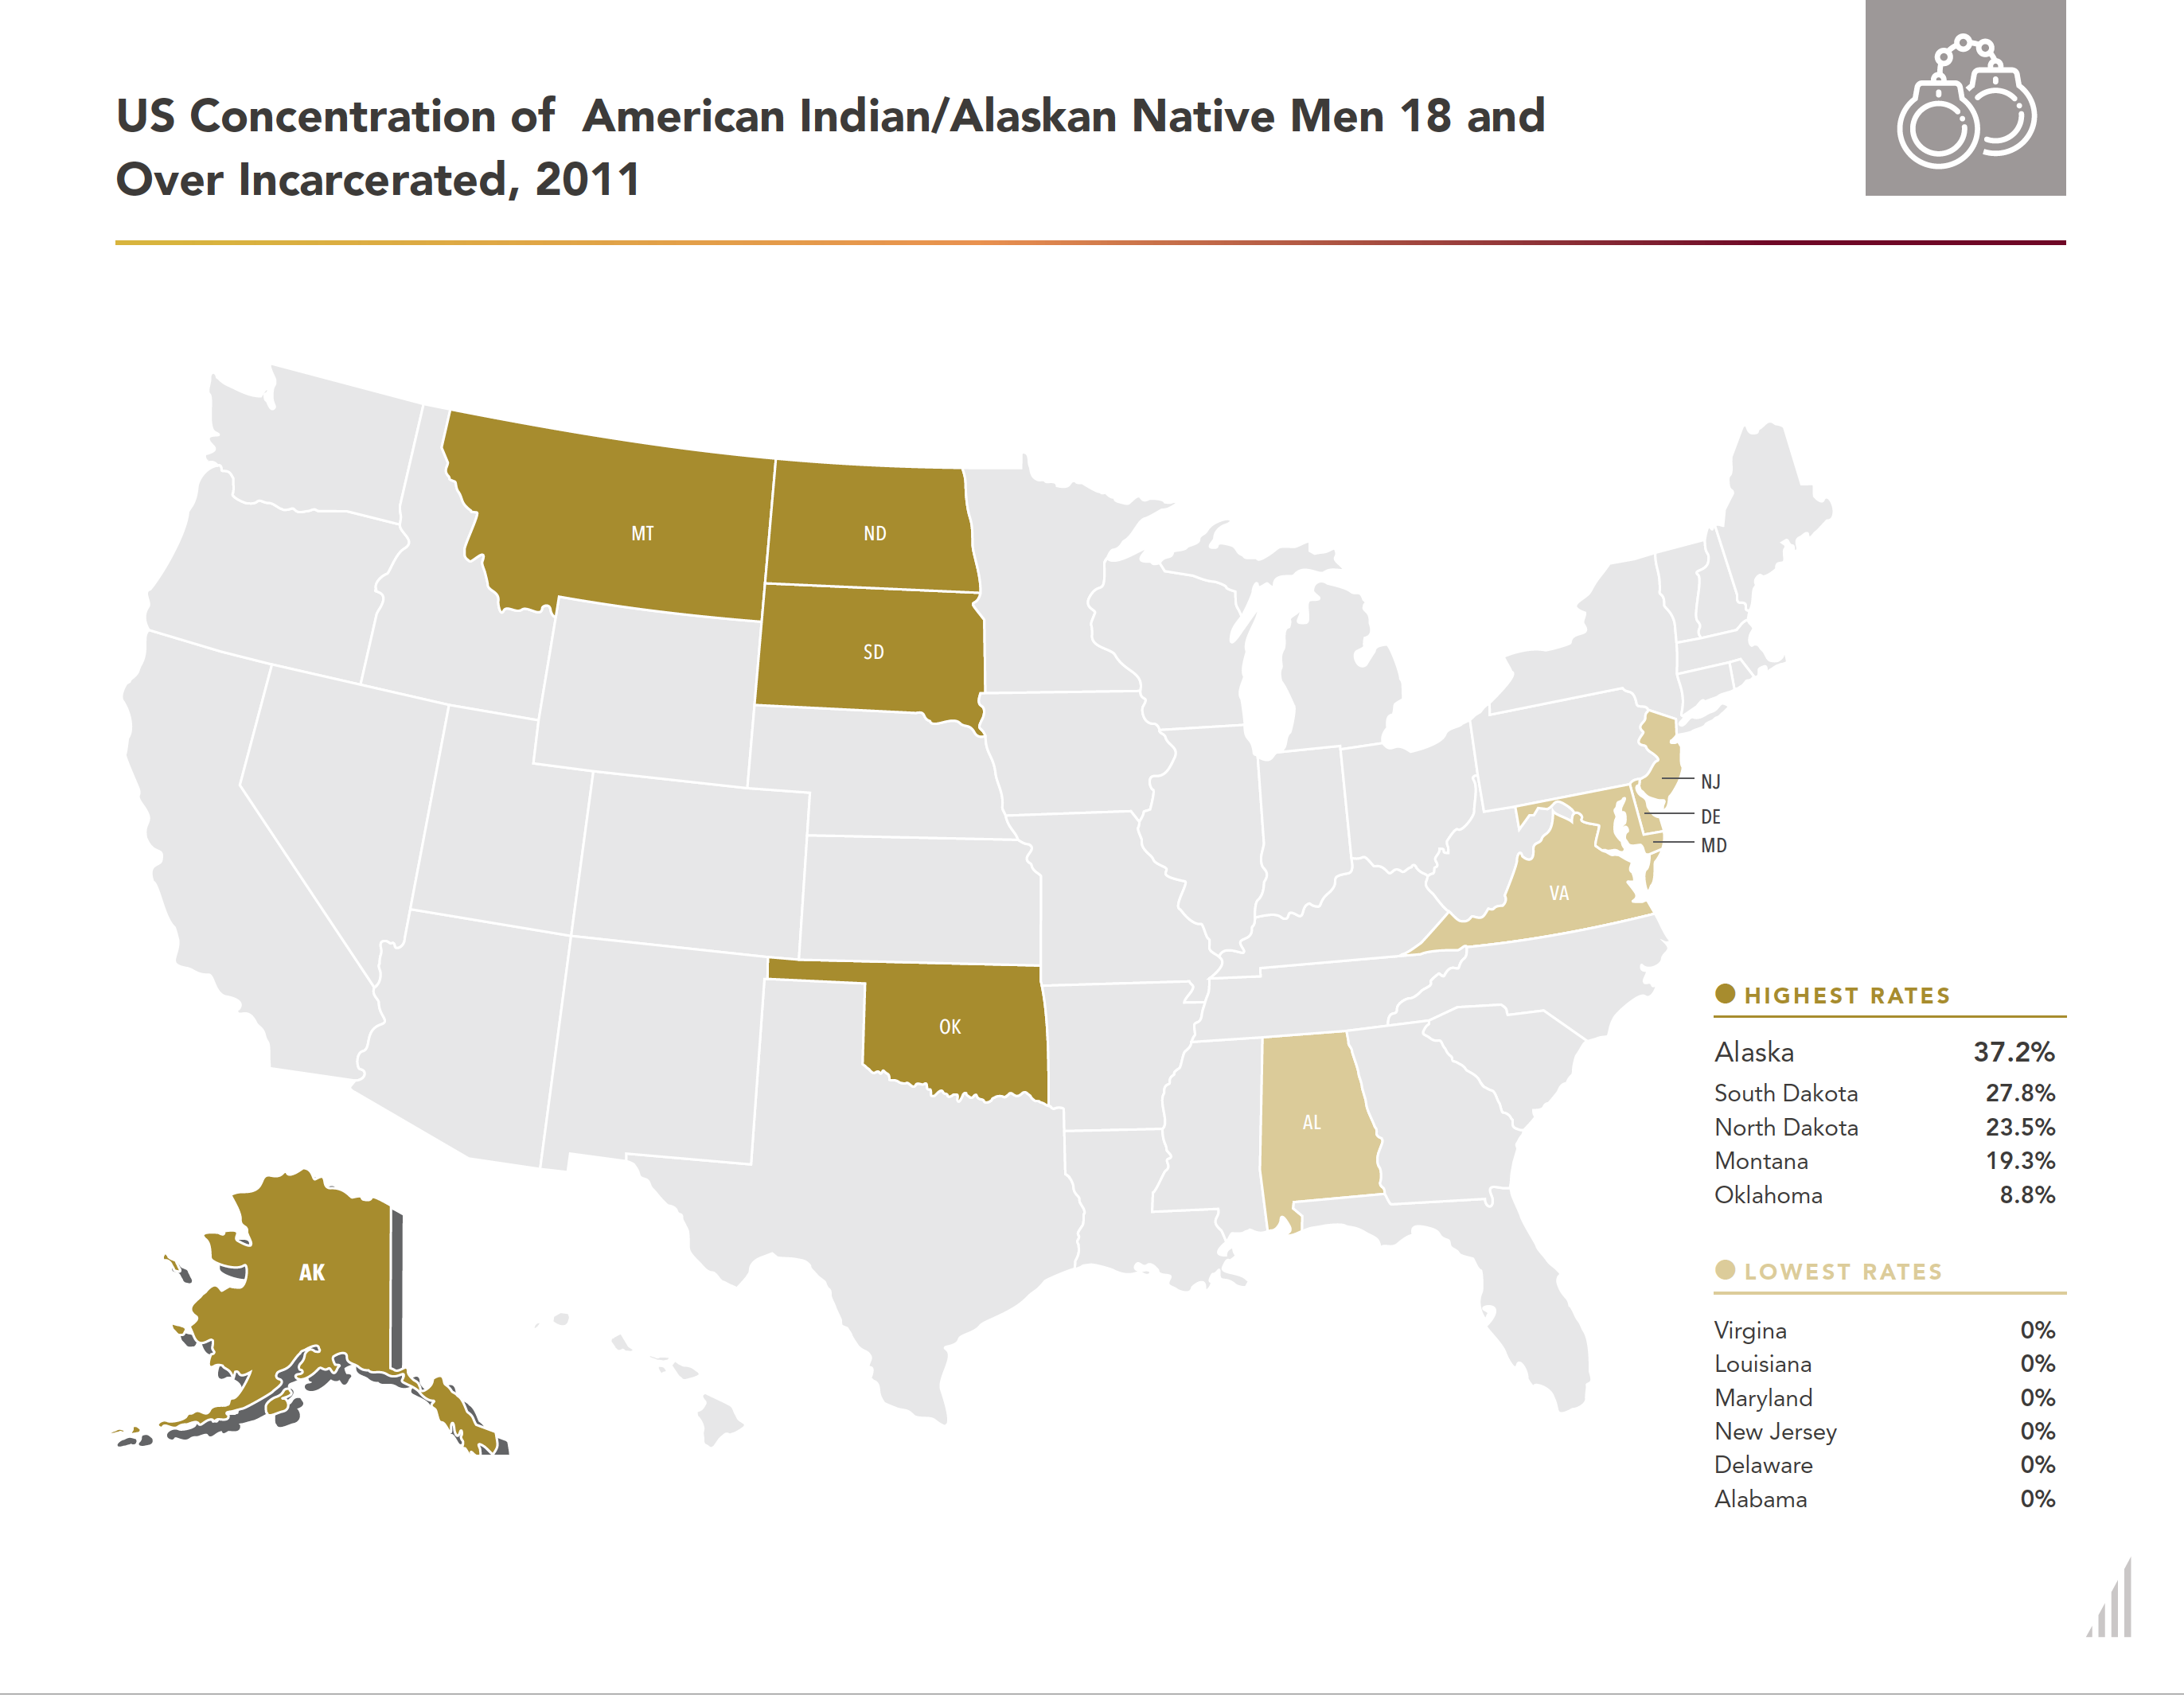 US Concentration of American Indian/Alaskan Native Men 18 and
Over Incarcerated, 2011
MT
ND
SD
NJ
DE
MD
VA
OK
AL
AK
HIGHEST RATES
Alaska 37.2%
South Dakota 27.8%
North Dakota 23.5%
Montana 19.3%
Oklahoma 8.8%
LOWEST RATES
Virgina 0%
Louisiana 0%
Maryland 0%
New Jersey 0%
Delaware 0%
Alabama 0%